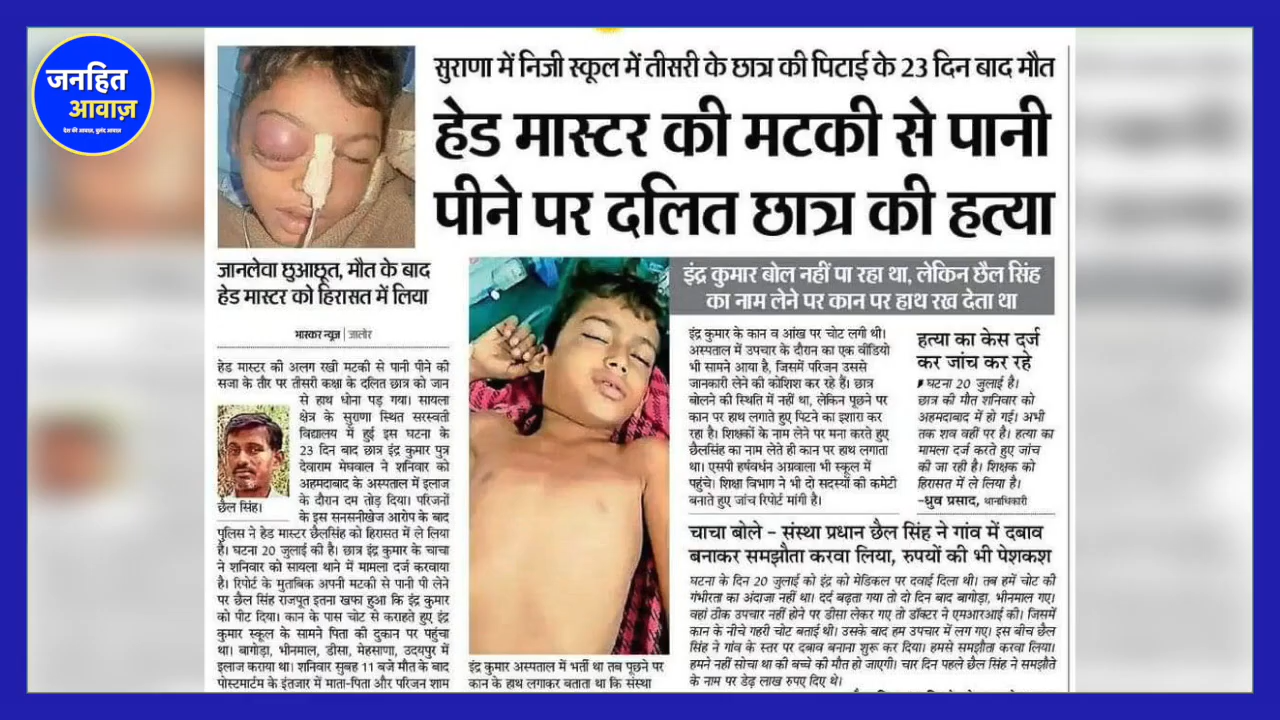 जनहित
आवाज़
देश की आवाज़, बुलंद आवाज़
सुराणा में निजी स्कूल में तीसरी के छात्र की पिटाई के 23 दिन बाद मौत
हेड मास्टर की मटकी से पानी
पीने पर दलित छात्र की हत्या
जानलेवा छुआछूत, मौत के बाद
हेड मास्टर को हिरासत में लिया
भास्कर न्यूज़ | जालोर
हेड मास्टर की अलग रखी मटकी से पानी पीने की
सजा के तौर पर तीसरी कक्षा के दलित छात्र को जान
से हाथ धोना पड़ गया। सायला
क्षेत्र के सुराणा स्थित सरस्वती
विद्यालय में हुई इस घटना के
23 दिन बाद छात्र इंद्र कुमार पुत्र
देवाराम मेघवाल ने शनिवार को
अहमदाबाद के अस्पताल में इलाज
के दौरान दम तोड़ दिया। परिजनों
के इस सनसनीखेज आरोप के बाद
छैल सिंह।
पुलिस ने हेड मास्टर छैलसिंह को हिरासत में ले लिया
है। घटना 20 जुलाई की है। छात्र इंद्र कुमार के चाचा
ने शनिवार को सायला थाने में मामला दर्ज करवाया
है। रिपोर्ट के मुताबिक अपनी मटकी से पानी पी लेने
पर छैल सिंह राजपूत इतना खफा हुआ कि इंद्र कुमार
को पीट दिया। कान के पास चोट से कराहते हुए इंद्र
कुमार स्कूल के सामने पिता की दुकान पर पहुंचा
था। बागोड़ा, भीनमाल, डीसा, मेहसाणा, उदयपुर में
इलाज कराया था। शनिवार सुबह 11 बजे मौत के बाद
पोस्टमार्टम के इंतजार में माता-पिता और परिजन शाम
इंद्र कुमार अस्पताल में भर्ती था तब पूछने पर
कान के हाथ लगाकर बताता था कि संस्था
इंद्र कुमार बोल नहीं पा रहा था, लेकिन छैल सिंह
का नाम लेने पर कान पर हाथ रख देता था
इंद्र कुमार के कान व आंख पर चोट लगी थी।
अस्पताल में उपचार के दौरान का एक वीडियो
भी सामने आया है, जिसमें परिजन उससे
जानकारी लेने की कोशिश कर रहे हैं। छात्र
बोलने की स्थिति में नहीं था, लेकिन पूछने पर
कान पर हाथ लगाते हुए पिटने का इशारा कर
रहा है। शिक्षकों के नाम लेने पर मना करते हुए
छैलसिंह का नाम लेते ही कान पर हाथ लगाता
था। एसपी हर्षवर्धन अग्रवाला भी स्कूल में
पहुंचे। शिक्षा विभाग ने भी दो सदस्यों की कमेटी
बनाते हुए जांच रिपोर्ट मांगी है।
हत्या का केस दर्ज
कर जांच कर रहे
घटना 20 जुलाई है।
छात्र की मौत शनिवार को
अहमदाबाद में हो गई। अभी
तक शव वहीं पर है। हत्या का
मामला दर्ज करते हुए जांच
की जा रही है। शिक्षक को
हिरासत में ले लिया है।
-ध्रुव प्रसाद, थानाधिकारी
चाचा बोले - संस्था प्रधान छैल सिंह ने गांव में दबाव
बनाकर समझौता करवा लिया, रुपयों की भी पेशकश
घटना के दिन 20 जुलाई को इंद्र को मेडिकल पर दवाई दिला थी। तब हमें चोट की
गंभीरता का अंदाजा नहीं था। दर्द बढ़ता गया तो दो दिन बाद बागोड़ा, भीनमाल गए।
वहां ठीक उपचार नहीं होने पर डीसा लेकर गए तो डॉक्टर ने एमआरआई की। जिसमें
कान के नीचे गहरी चोट बताई थी। उसके बाद हम उपचार में लग गए। इस बीच छैल
सिंह ने गांव के स्तर पर दबाव बनाना शुरू कर दिया। हमसे समझौता करवा लिया।
हमने नहीं सोचा था की बच्चे की मौत हो जाएगी। चार दिन पहले छैल सिंह ने समझौते
के नाम पर डेढ़ लाख रुपए दिए थे।